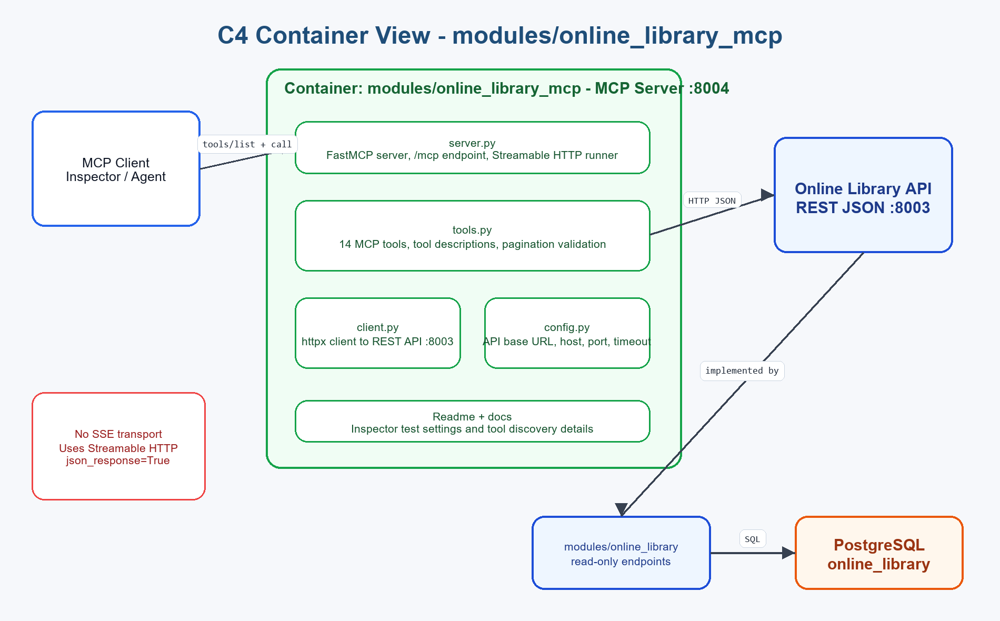 C4 Container View - modules/online_library_mcp
Container: modules/online_library_mcp - MCP Server :8004
MCP Client
Inspector / Agent
tools/list + call
server.py
FastMCP server, /mcp endpoint, Streamable HTTP runner
tools.py
14 MCP tools, tool descriptions, pagination validation
HTTP JSON
Online Library API
REST JSON :8003
client.py
httpx client to REST API :8003
config.py
API base URL, host, port, timeout
implemented by
Readme + docs
Inspector test settings and tool discovery details
No SSE transport
Uses Streamable HTTP
json_response=True
modules/online_library
read-only endpoints
SQL
PostgreSQL
online_library